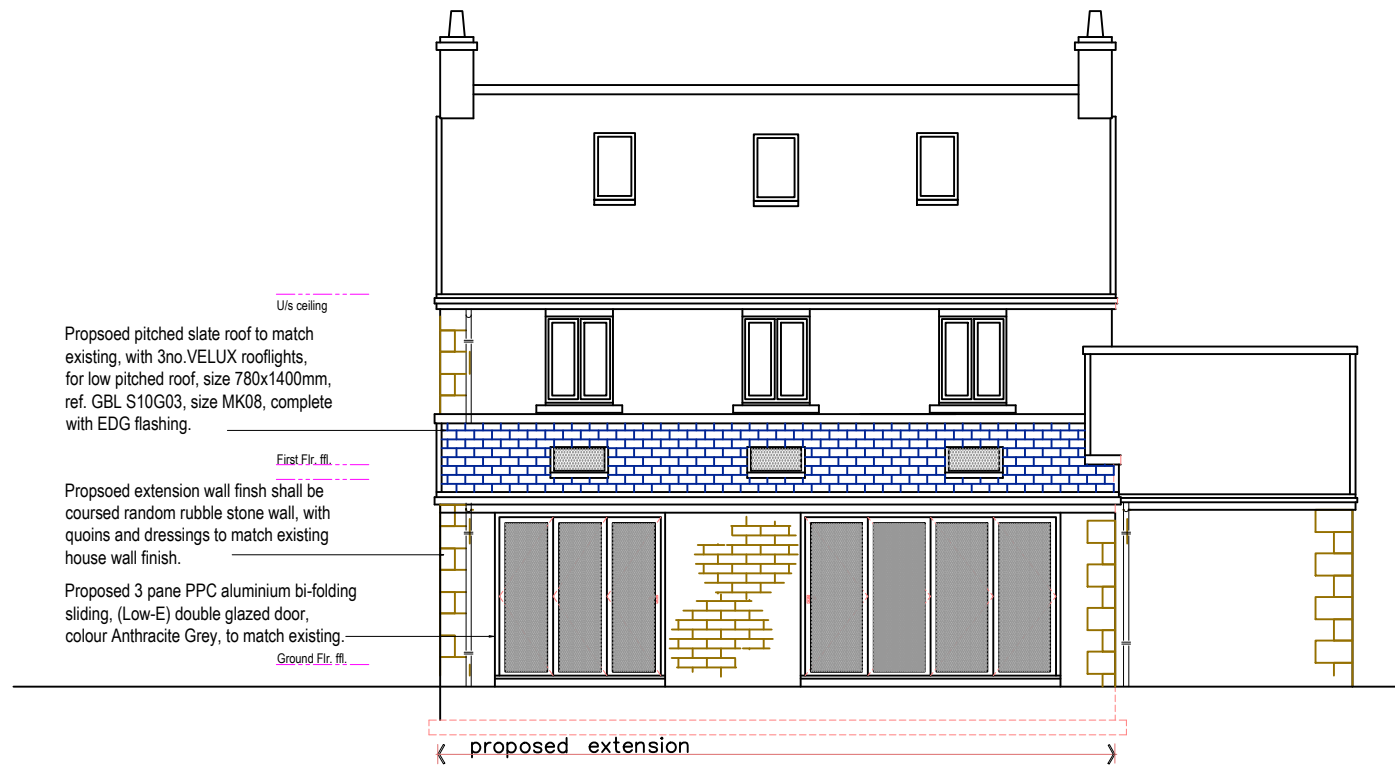 U/s ceiling
Propsoed pitched slate roof to match
existing, with 3no.VELUX rooflights,
for low pitched roof, size 780x1400mm,
ref. GBL S10G03, size MK08, complete
with EDG flashing.
First Flr. ffl.
Propsoed extension wall finsh shall be
coursed random rubble stone wall, with
quoins and dressings to match existing
house wall finish.
Proposed 3 pane PPC aluminium bi-folding
sliding, (Low-E) double glazed door,
colour Anthracite Grey, to match existing.
Ground Flr. ffl.
proposed extension